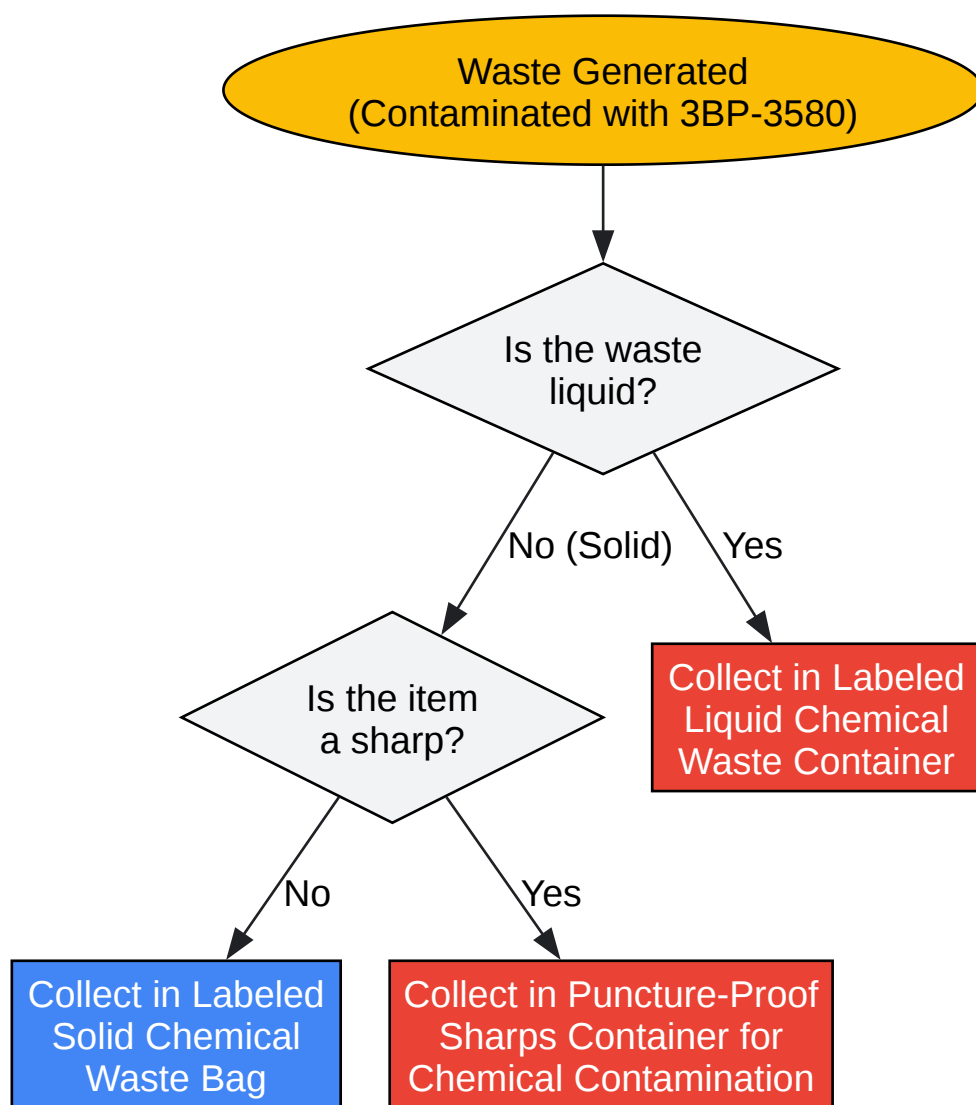 Waste Generated
(Contaminated with 3BP-3580)
Is the waste
liquid?
No (Solid)
Yes
Is the item
a sharp?
Collect in Labeled
Liquid Chemical
Waste Container
No
Yes
Collect in Labeled
Solid Chemical
Waste Bag
Collect in Puncture-Proof
Sharps Container for
Chemical Contamination